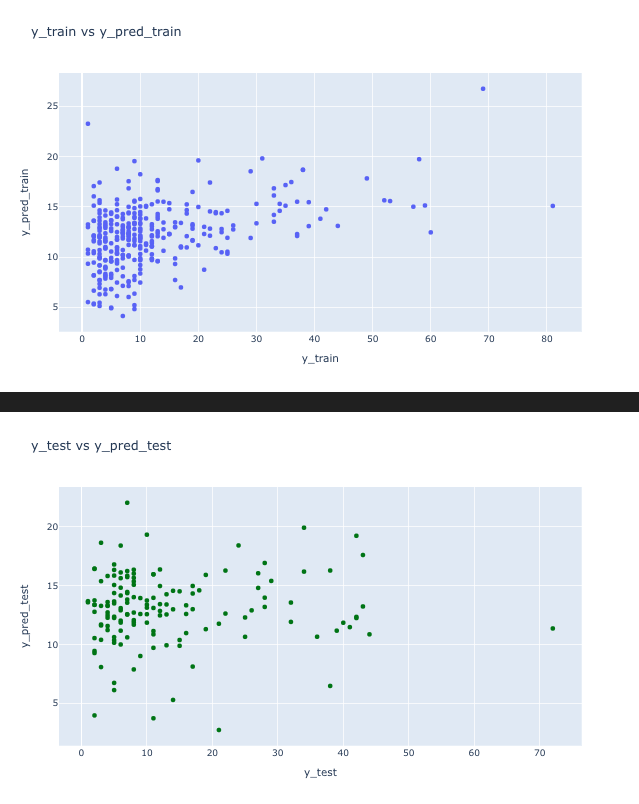 y_train vs y_pred_train
25
20
15
10
5
y_pred_train
0 10 20 30 40 50 60 70 80
y_train
y_test vs y_pred_test
20
15
10
5
y_pred_test
0 10 20 30 40 50 60 70
y_test